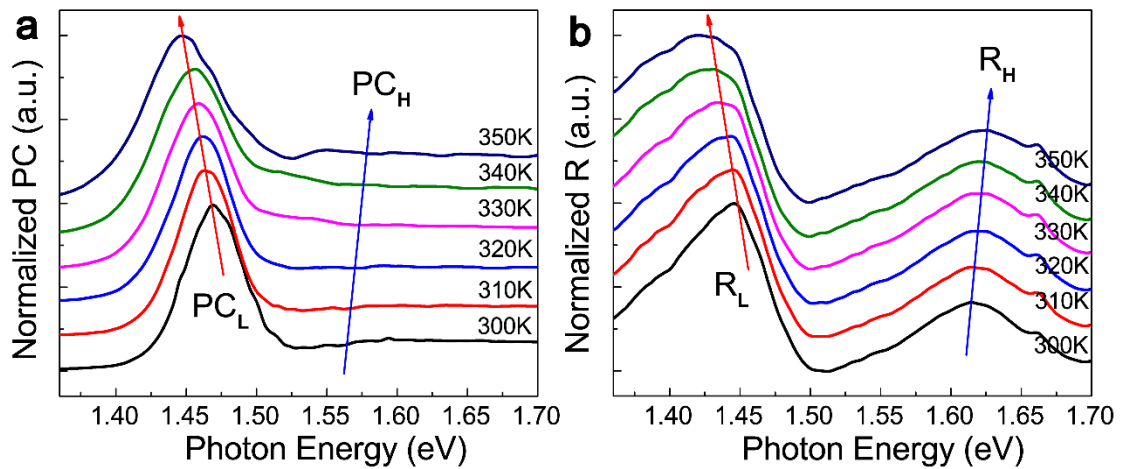 a
Normalized PC (a.u.)
PC_H
350K
340K
330K
320K
310K
300K
PC_L
1.40 1.45 1.50 1.55 1.60 1.65 1.70
Photon Energy (eV)
b
Normalized R (a.u.)
R_H
350K
340K
330K
320K
310K
300K
R_L
1.40 1.45 1.50 1.55 1.60 1.65 1.70
Photon Energy (eV)